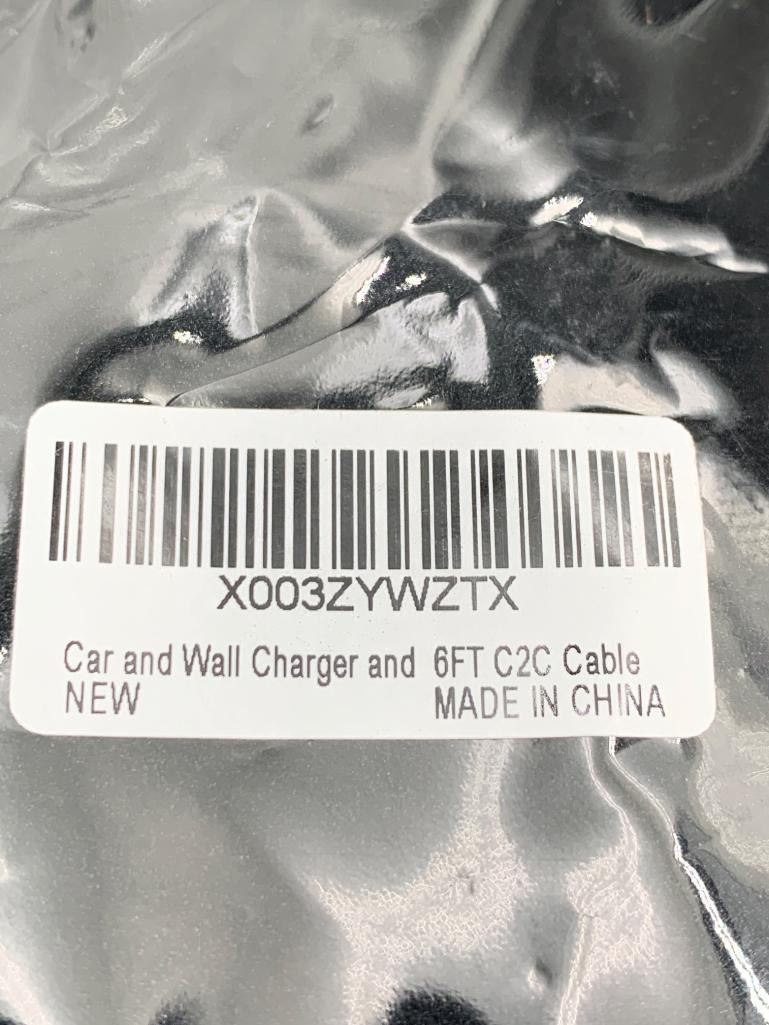 X003ZYWZTX
Car and Wall Charger and 6FT C2C Cable
NEW MADE IN CHINA